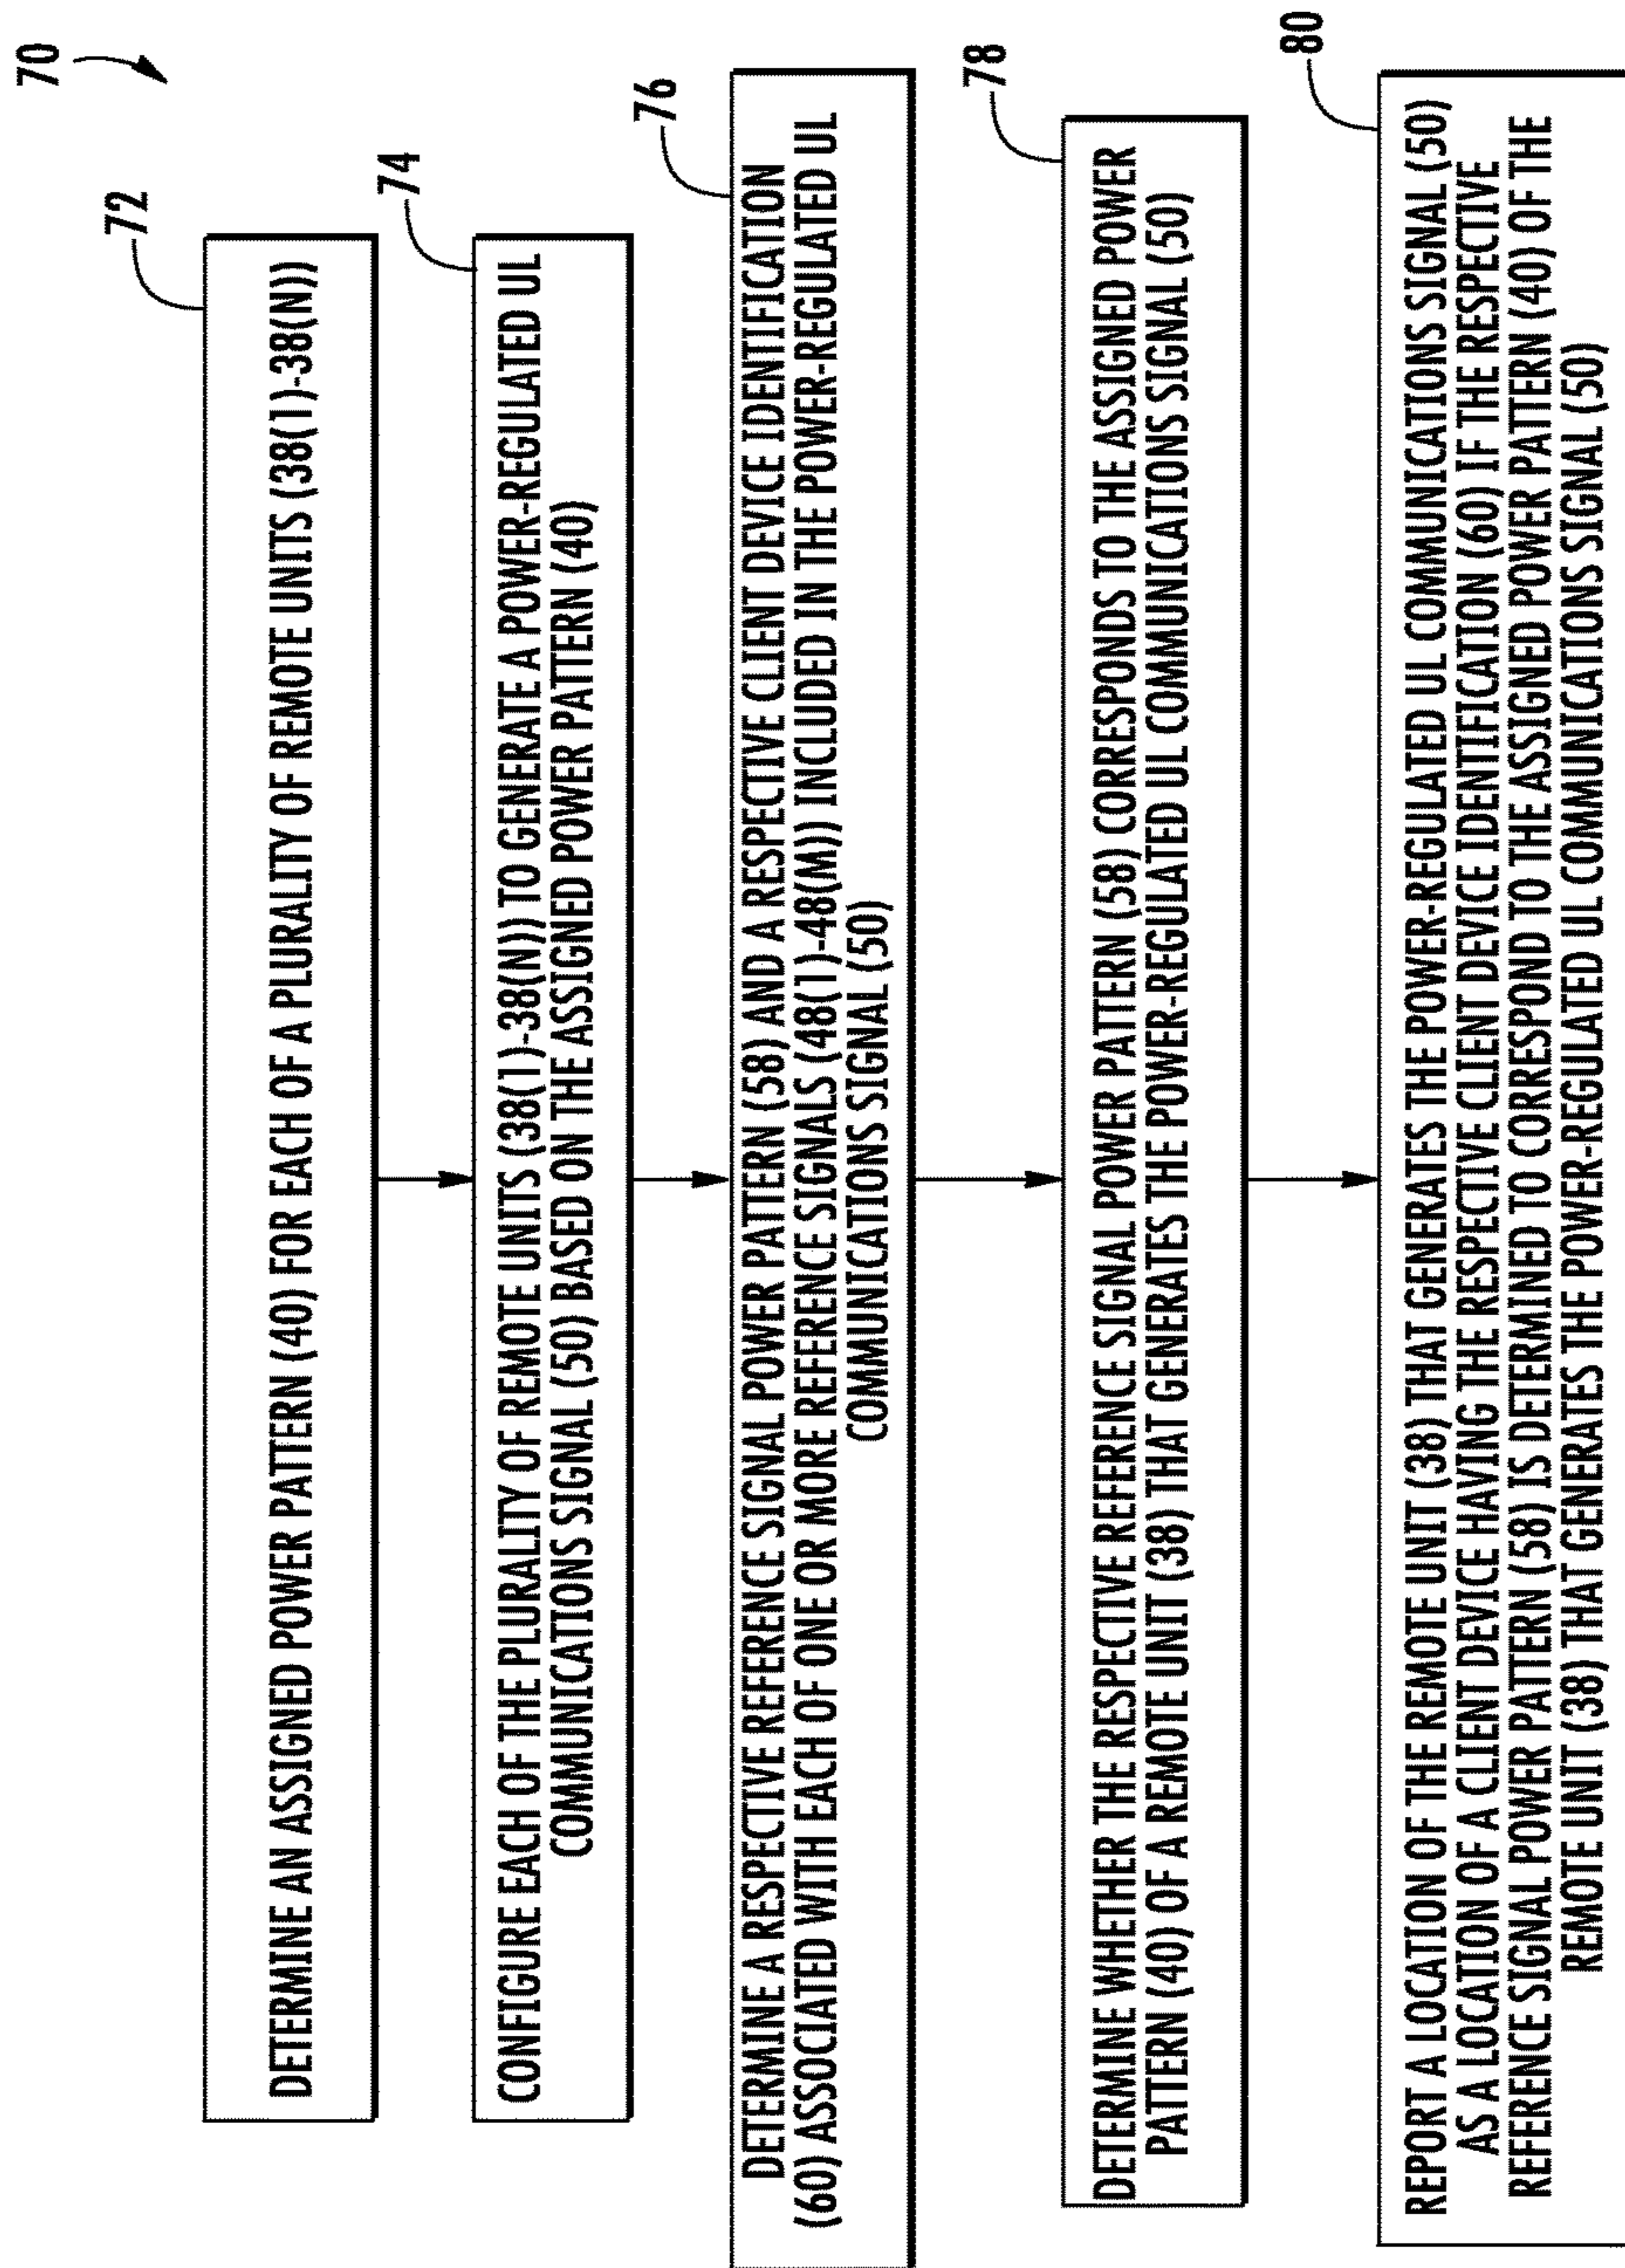 70
72
DETERMINE AN ASSIGNED POWER PATTERN (40) FOR EACH OF A PLURALITY OF REMOTE UNITS (38(1)-38(N))
74
CONFIGURE EACH OF THE PLURALITY OF REMOTE UNITS (38(1)-38(N)) TO GENERATE A POWER-REGULATED UL
COMMUNICATIONS SIGNAL (50) BASED ON THE ASSIGNED POWER PATTERN (40)
76
DETERMINE A RESPECTIVE REFERENCE SIGNAL POWER PATTERN (58) AND A RESPECTIVE CLIENT DEVICE IDENTIFICATION
(60) ASSOCIATED WITH EACH OF ONE OR MORE REFERENCE SIGNALS (48(1)-48(M)) INCLUDED IN THE POWER-REGULATED UL
COMMUNICATIONS SIGNAL (50)
78
DETERMINE WHETHER THE RESPECTIVE REFERENCE SIGNAL POWER PATTERN (58) CORRESPONDS TO THE ASSIGNED POWER
PATTERN (40) OF A REMOTE UNIT (38) THAT GENERATES THE POWER-REGULATED UL COMMUNICATIONS SIGNAL (50)
80
REPORT A LOCATION OF THE REMOTE UNIT (38) THAT GENERATES THE POWER-REGULATED UL COMMUNICATIONS SIGNAL (50)
AS A LOCATION OF A CLIENT DEVICE HAVING THE RESPECTIVE CLIENT DEVICE IDENTIFICATION (60) IF THE RESPECTIVE
REFERENCE SIGNAL POWER PATTERN (58) IS DETERMINED TO CORRESPOND TO THE ASSIGNED POWER PATTERN (40) OF THE
REMOTE UNIT (38) THAT GENERATES THE POWER-REGULATED UL COMMUNICATIONS SIGNAL (50)